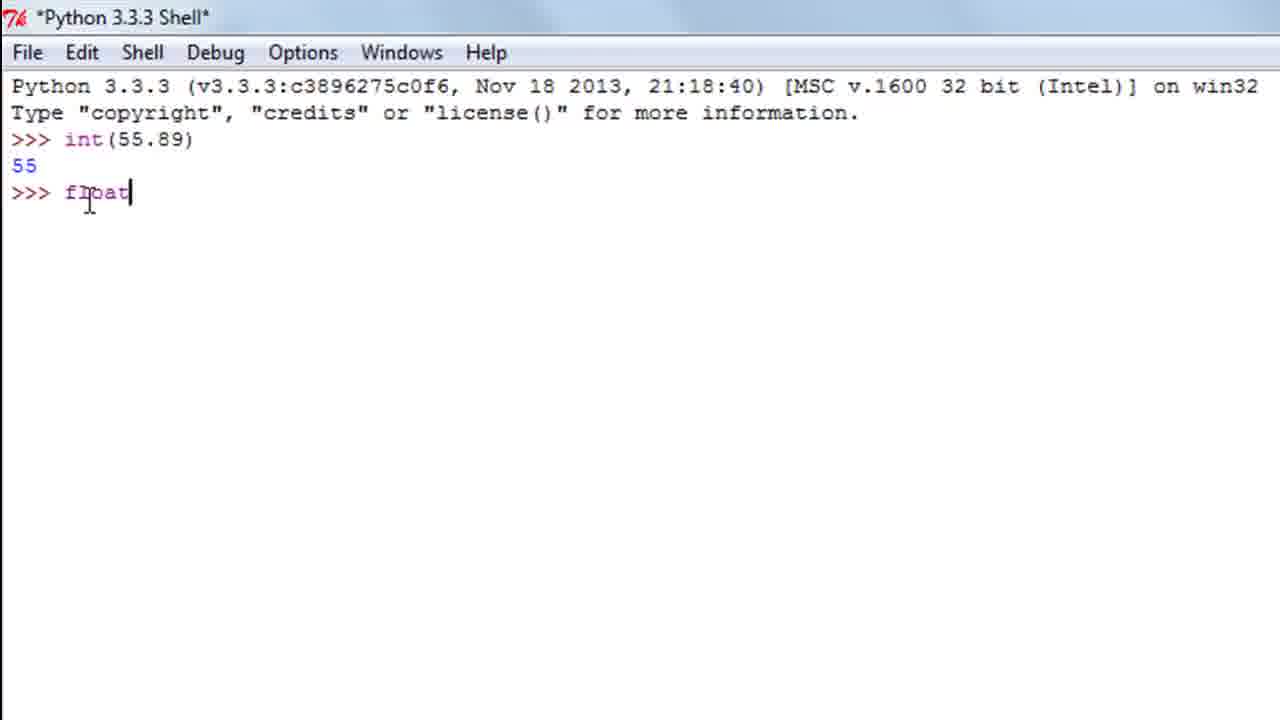 *Python 3.3.3 Shell*
File Edit Shell Debug Options Windows Help
Python 3.3.3 (v3.3.3:c3896275c0f6, Nov 18 2013, 21:18:40) [MSC v.1600 32 bit (Intel)] on win32
Type "copyright", "credits" or "license()" for more information.
>>> int(55.89)
55
>>> float